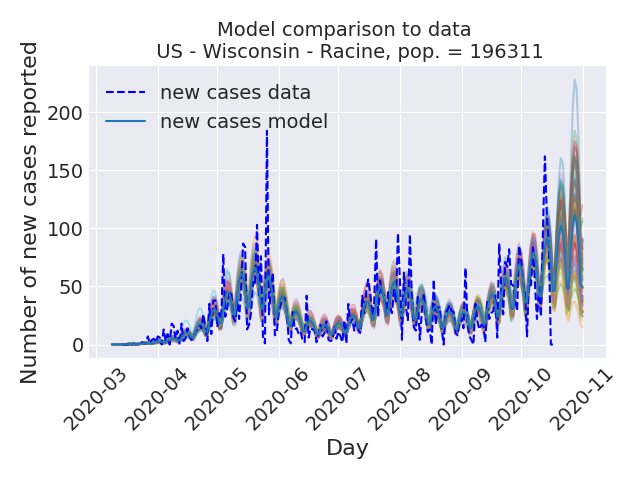 Model comparison to data
US - Wisconsin - Racine, pop. = 196311
Number of new cases reported
200
150
100
50
0
new cases data
new cases model
2020-03
2020-04
2020-05
2020-06
2020-07
2020-08
2020-09
2020-10
2020-11
Day